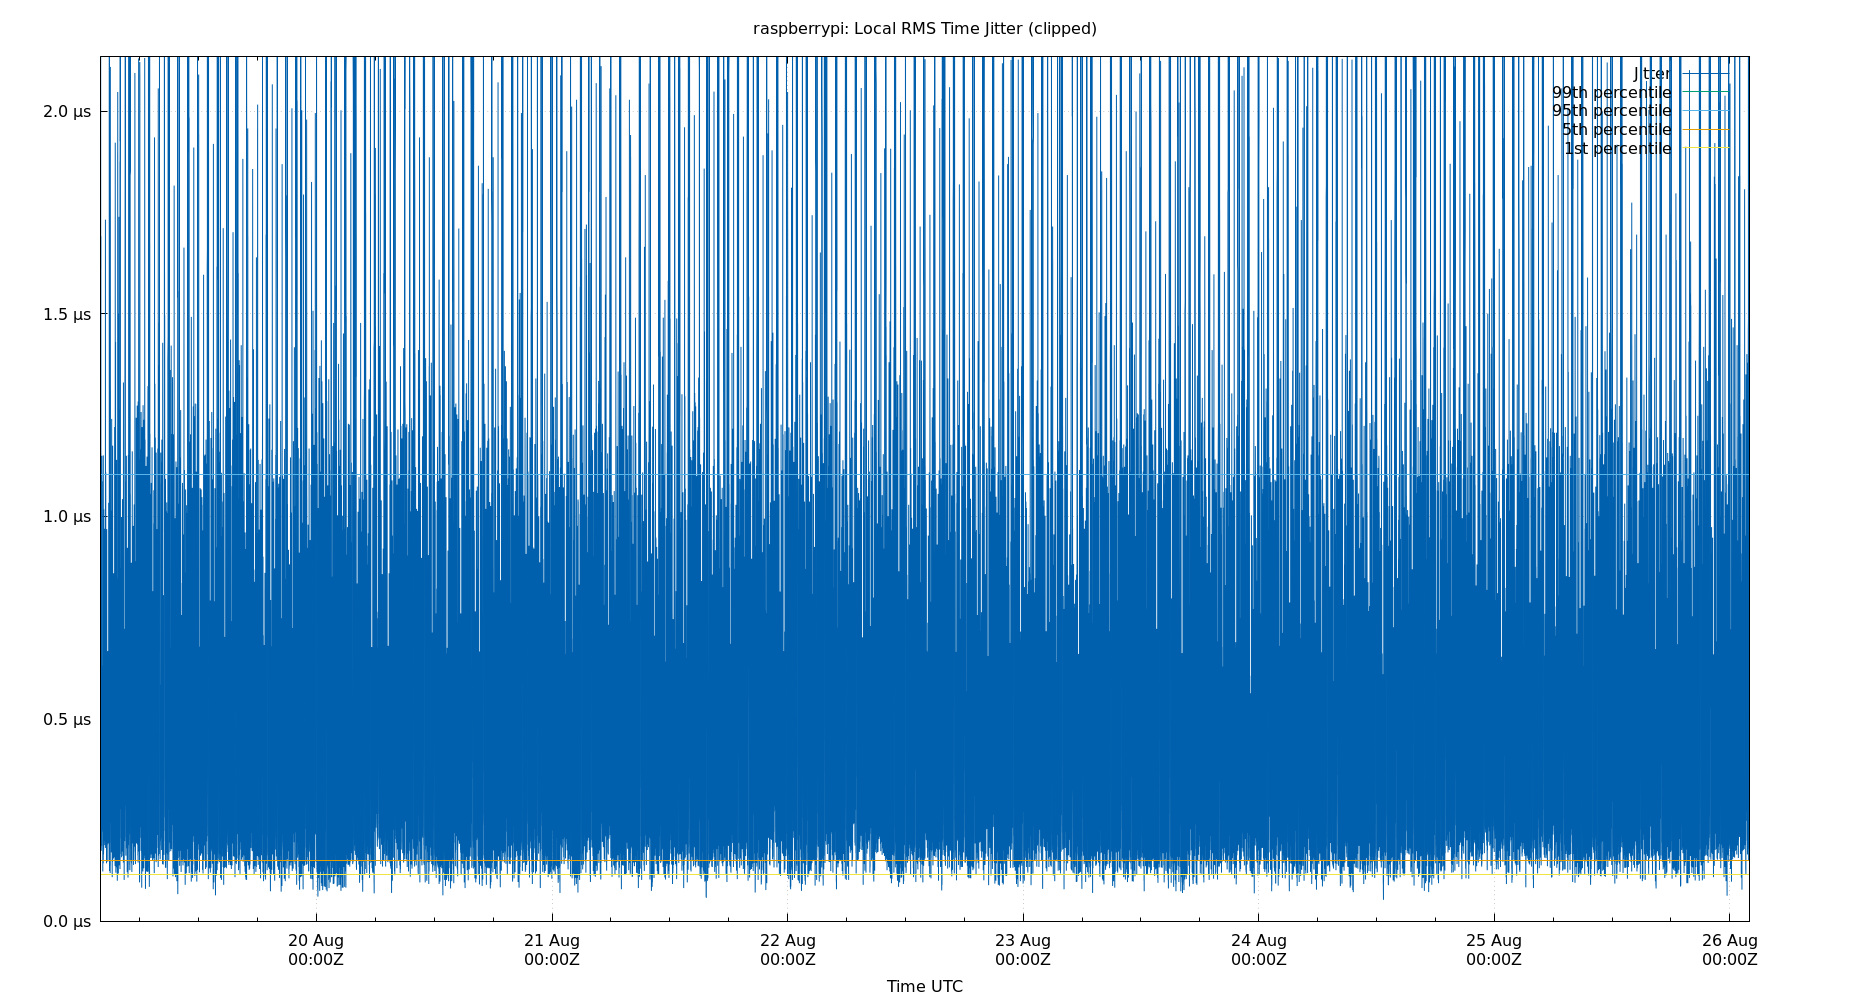 raspberrypi: Local RMS Time Jitter (clipped)
Jitter
99th percentile
95th percentile
5th percentile
1st percentile
2.0 µs
1.5 µs
1.0 µs
0.5 µs
0.0 µs
20 Aug
00:00Z
21 Aug
00:00Z
22 Aug
00:00Z
23 Aug
00:00Z
24 Aug
00:00Z
25 Aug
00:00Z
26 Aug
00:00Z
Time UTC